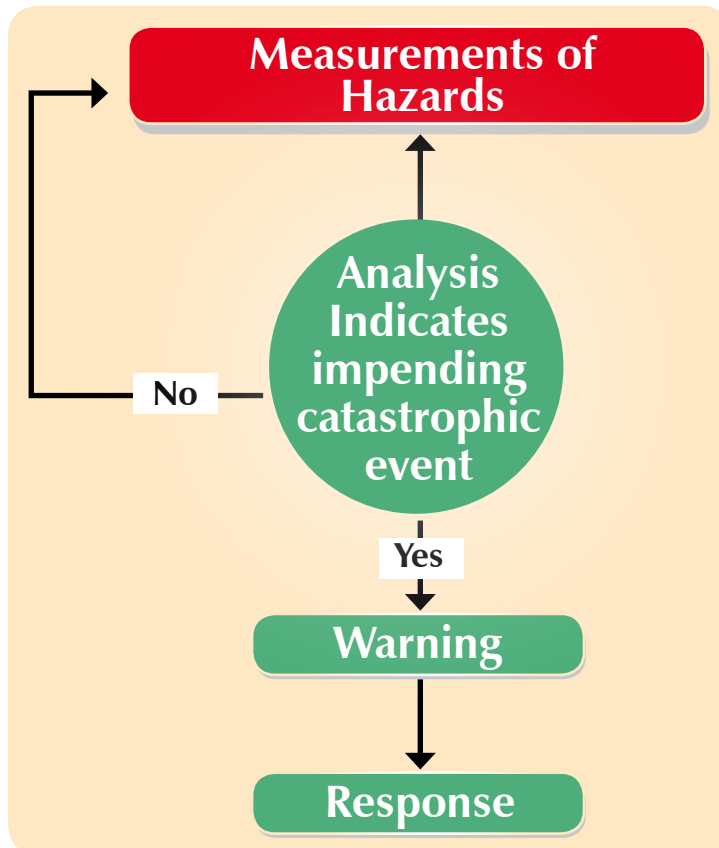 Measurements of
Hazards
Analysis
Indicates
impending
catastrophic
event
No
Yes
Warning
Response